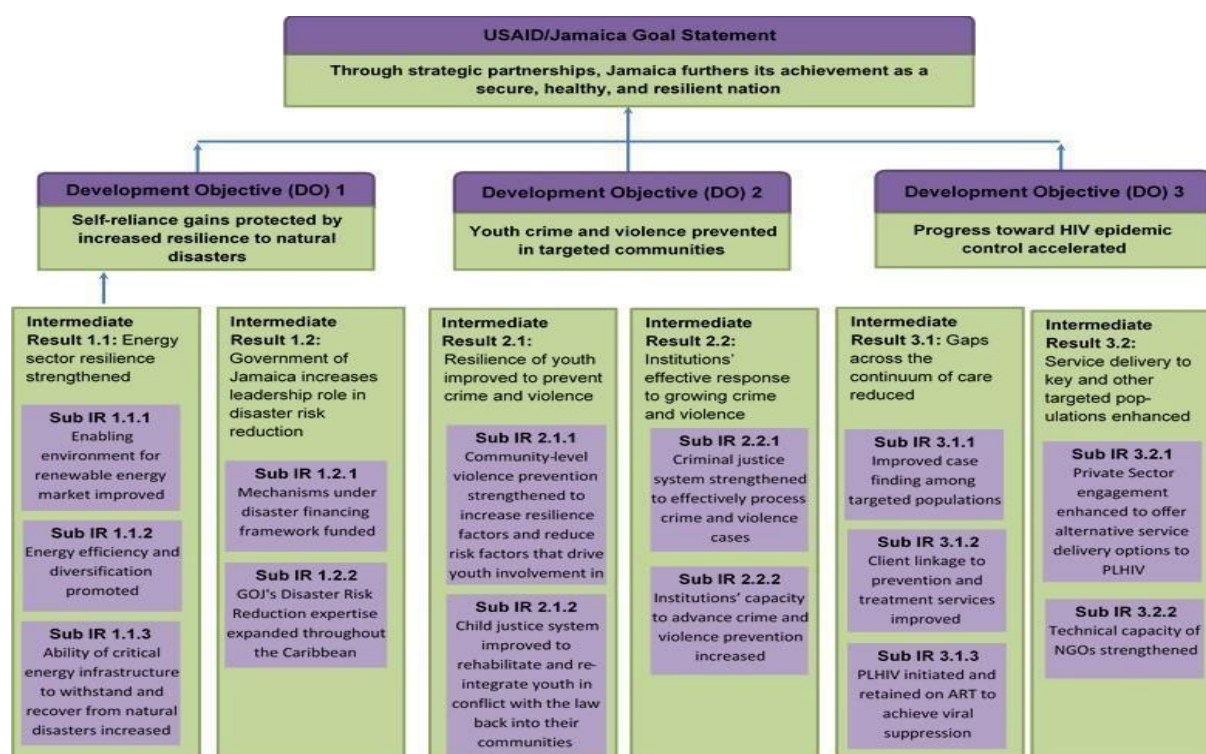 USAID/Jamaica Goal Statement
Through strategic partnerships, Jamaica furthers its achievement as a
secure, healthy, and resilient nation
Development Objective (DO) 1
Self-reliance gains protected by
increased resilience to natural
disasters
Development Objective (DO) 2
Youth crime and violence prevented
in targeted communities
Development Objective (DO) 3
Progress toward HIV epidemic
control accelerated
Intermediate
Result 1.1: Energy
sector resilience
strengthened
Sub IR 1.1.1
Enabling
environment for
renewable energy
market improved
Sub IR 1.1.2
Energy efficiency and
diversification
promoted
Sub IR 1.1.3
Ability of critical
energy infrastructure
to withstand and
recover from natural
disasters increased
Intermediate
Result 1.2:
Government of
Jamaica increases
leadership role in
disaster risk
reduction
Sub IR 1.2.1
Mechanisms under
disaster financing
framework funded
Sub IR 1.2.2
GOJ's Disaster Risk
Reduction expertise
expanded throughout
the Caribbean
Intermediate
Result 2.1:
Resilience of youth
improved to prevent
crime and violence
Sub IR 2.1.1
Community-level
violence prevention
strengthened to
increase resilience
factors and reduce
risk factors that drive
youth involvement in
Sub IR 2.1.2
Child justice system
improved to
rehabilitate and re-
integrate youth in
conflict with the law
back into their
communities
Intermediate
Result 2.2:
Institutions'
effective response
to growing crime
and violence
Sub IR 2.2.1
Criminal justice
system strengthened
to effectively process
crime and violence
cases
Sub IR 2.2.2
Institutions' capacity
to advance crime and
violence prevention
increased
Intermediate
Result 3.1: Gaps
across the
continuum of care
reduced
Sub IR 3.1.1
Improved case
finding among
targeted populations
Sub IR 3.1.2
Client linkage to
prevention and
treatment services
improved
Sub IR 3.1.3
PLHIV initiated and
retained on ART to
achieve viral
suppression
Intermediate
Result 3.2:
Service delivery to
key and other
targeted pop-
ulations enhanced
Sub IR 3.2.1
Private Sector
engagement
enhanced to offer
alternative service
delivery options to
PLHIV
Sub IR 3.2.2
Technical capacity of
NGOs strengthened